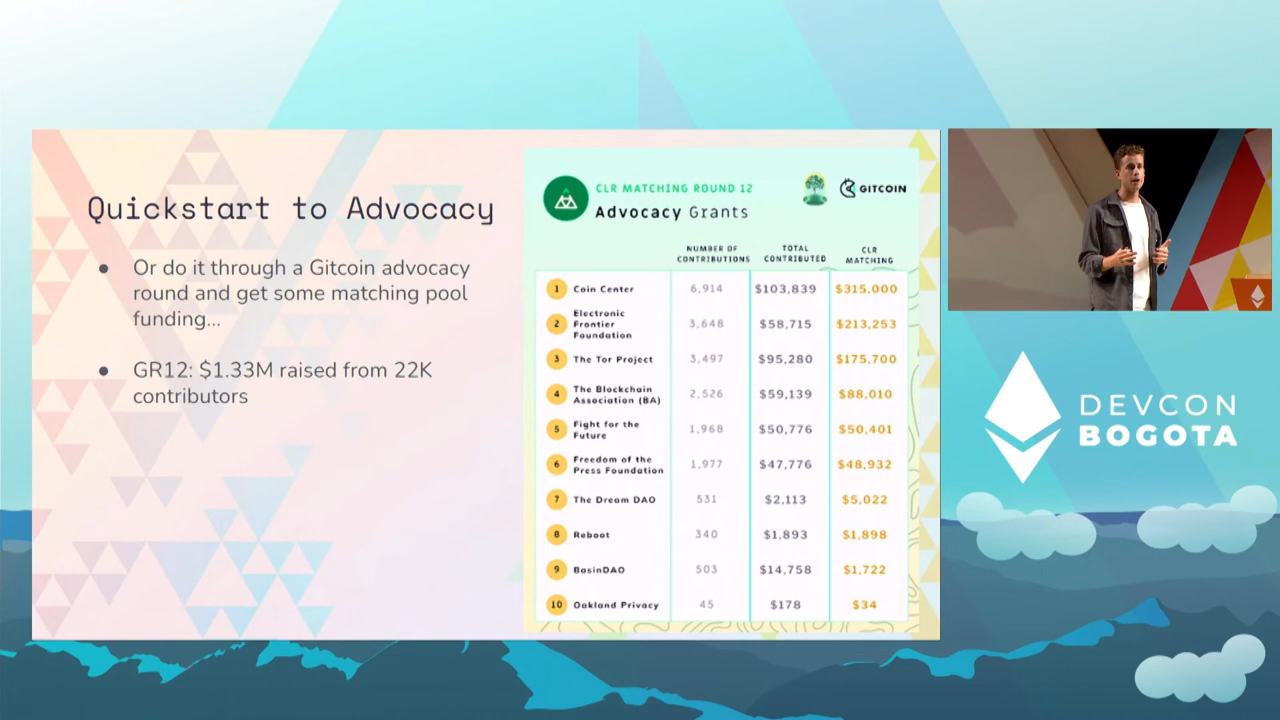 Quickstart to Advocacy
● Or do it through a Gitcoin advocacy
round and get some matching pool
funding...
● GR12: $1.33M raised from 22K
contributors
CLR MATCHING ROUND 12
Advocacy Grants
GITCOIN
NUMBER OF CONTRIBUTIONS TOTAL CONTRIBUTED CLR MATCHING
1 Coin Center 6,914 $103,839 $315,000
2 Electronic Frontier Foundation 3,648 $58,715 $213,253
3 The Tor Project 3,497 $95,280 $175,700
4 The Blockchain Association (BA) 2,526 $59,139 $88,010
5 Fight for the Future 1,968 $50,776 $50,401
6 Freedom of the Press Foundation 1,977 $47,776 $48,932
7 The Dream DAO 531 $2,113 $5,022
8 Reboot 340 $1,893 $1,898
9 BasinDAO 503 $14,758 $1,722
10 Oakland Privacy 45 $178 $34
DEVCON
BOGOTA